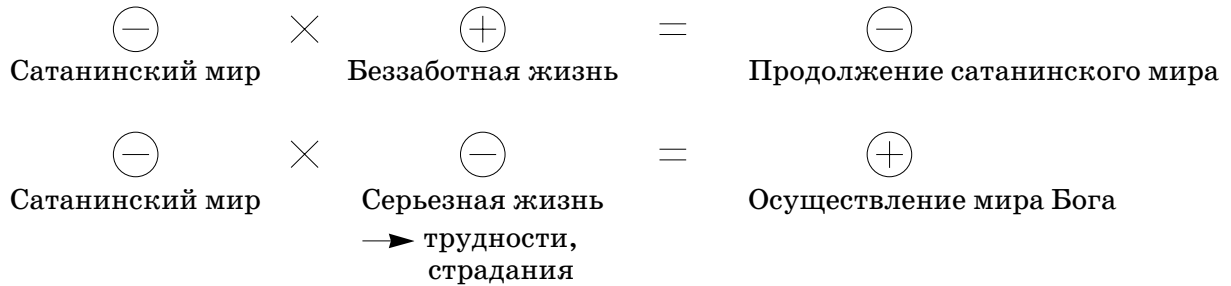 ⊖ × ⊕ = ⊖
Сатанинский мир Беззаботная жизнь Продолжение сатанинского мира
⊖ × ⊖ = ⊕
Сатанинский мир Серьезная жизнь Осуществление мира Бога
→ трудности,
страдания